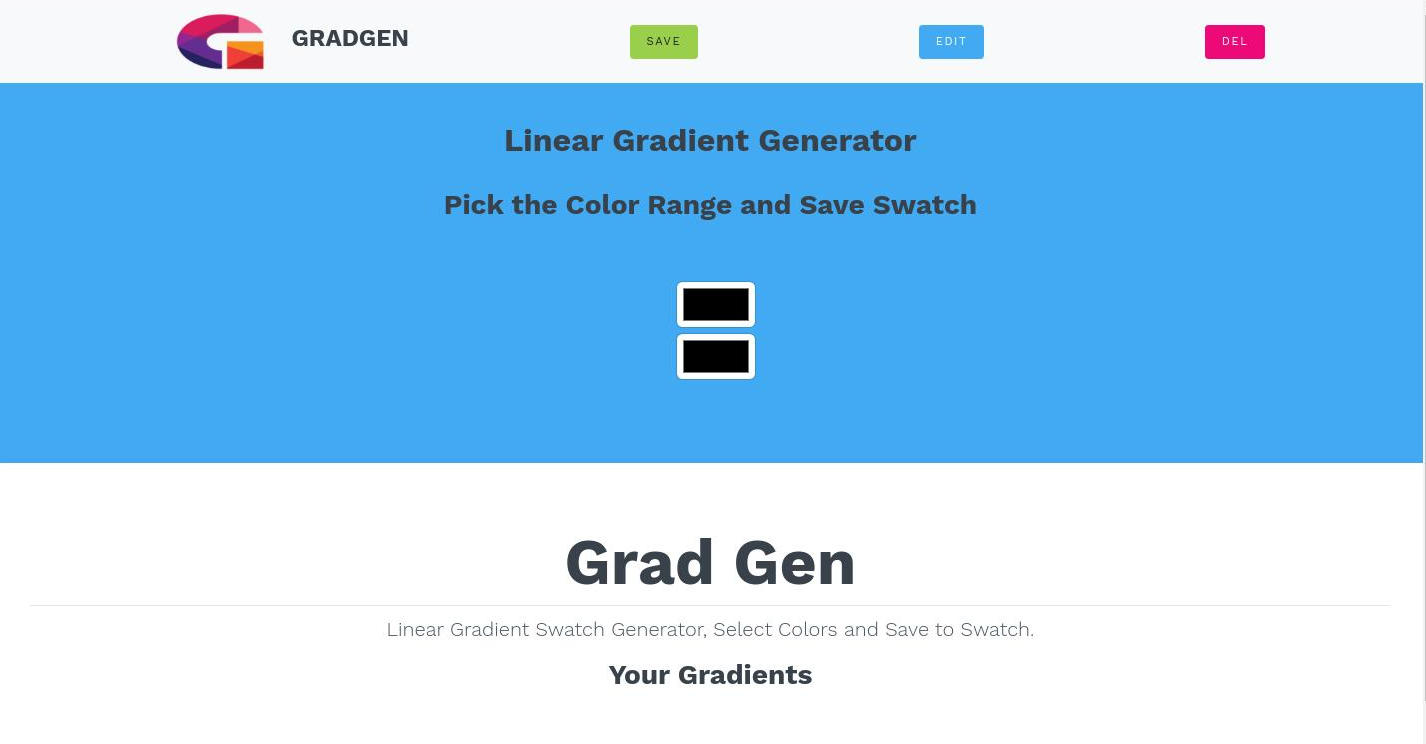 GRADGEN
SAVE
EDIT
DEL
Linear Gradient Generator
Pick the Color Range and Save Swatch
Grad Gen
Linear Gradient Swatch Generator, Select Colors and Save to Swatch.
Your Gradients